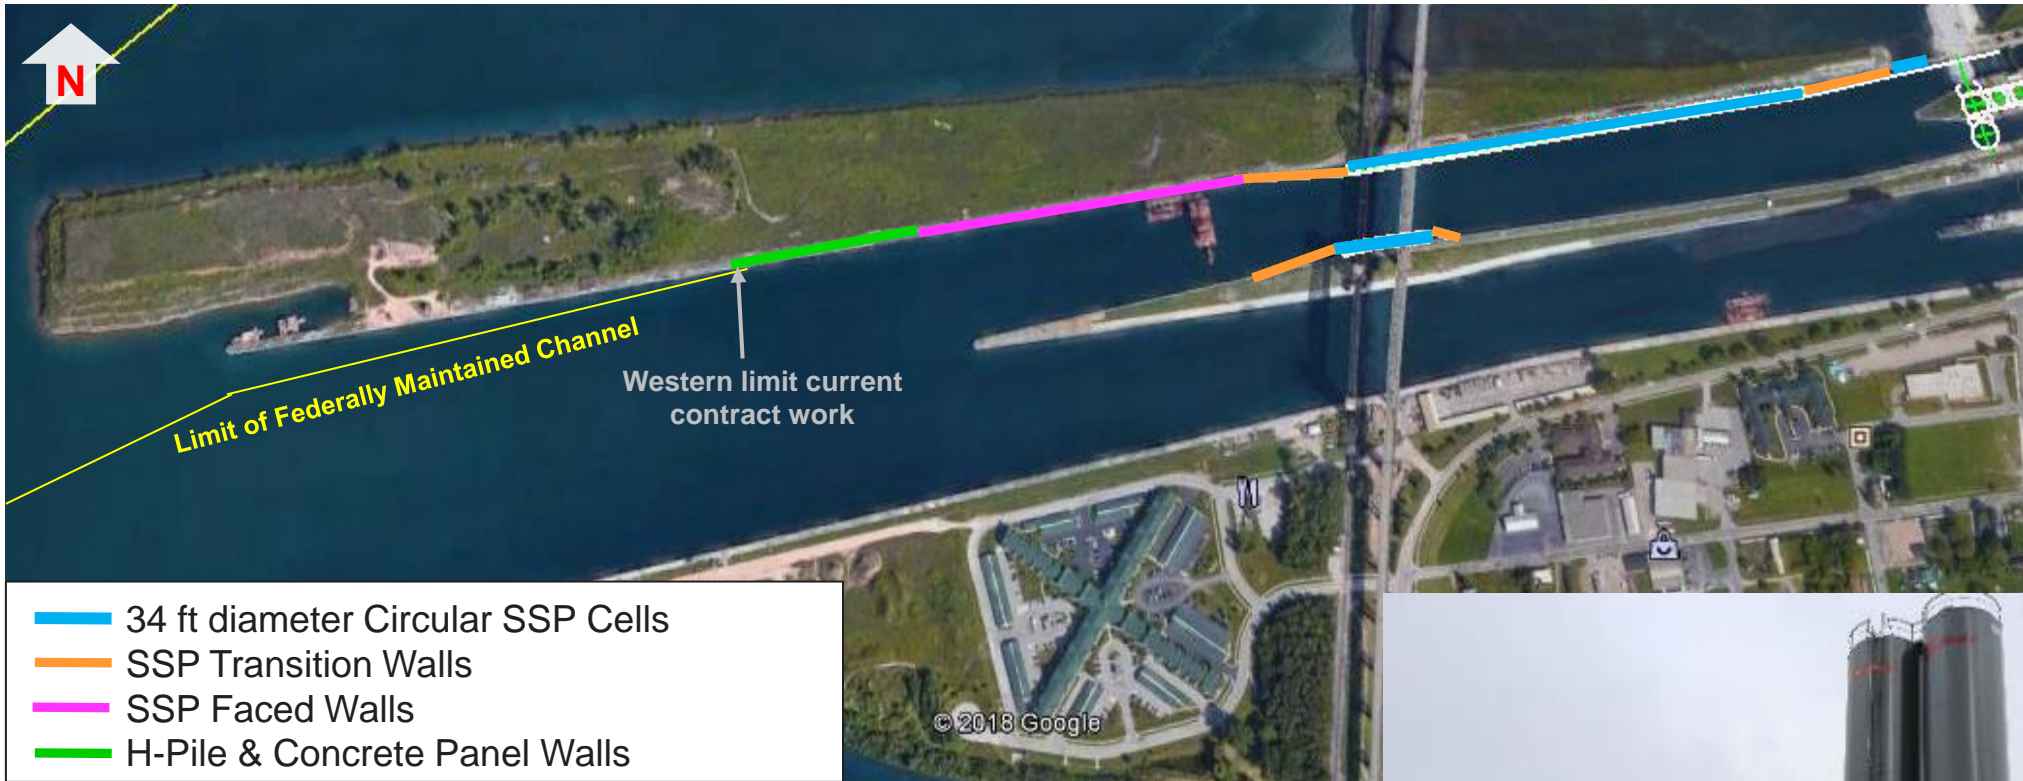 N
Limit of Federally Maintained Channel
Western limit current
contract work
34 ft diameter Circular SSP Cells
SSP Transition Walls
SSP Faced Walls
H-Pile & Concrete Panel Walls
© 2018 Google